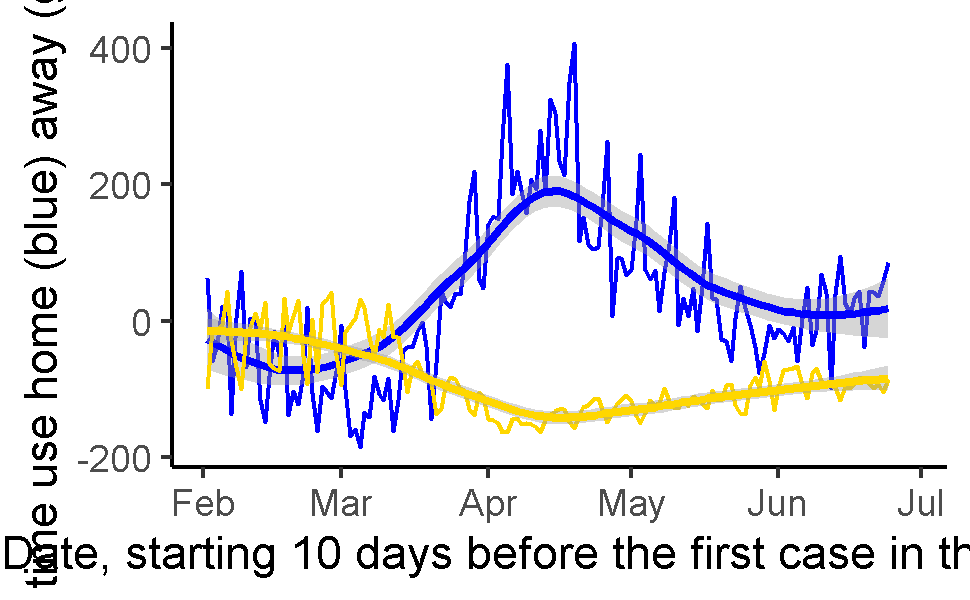 time use home (blue) away (
400
200
0
-200
Feb Mar Apr May Jun Jul
Date, starting 10 days before the first case in th